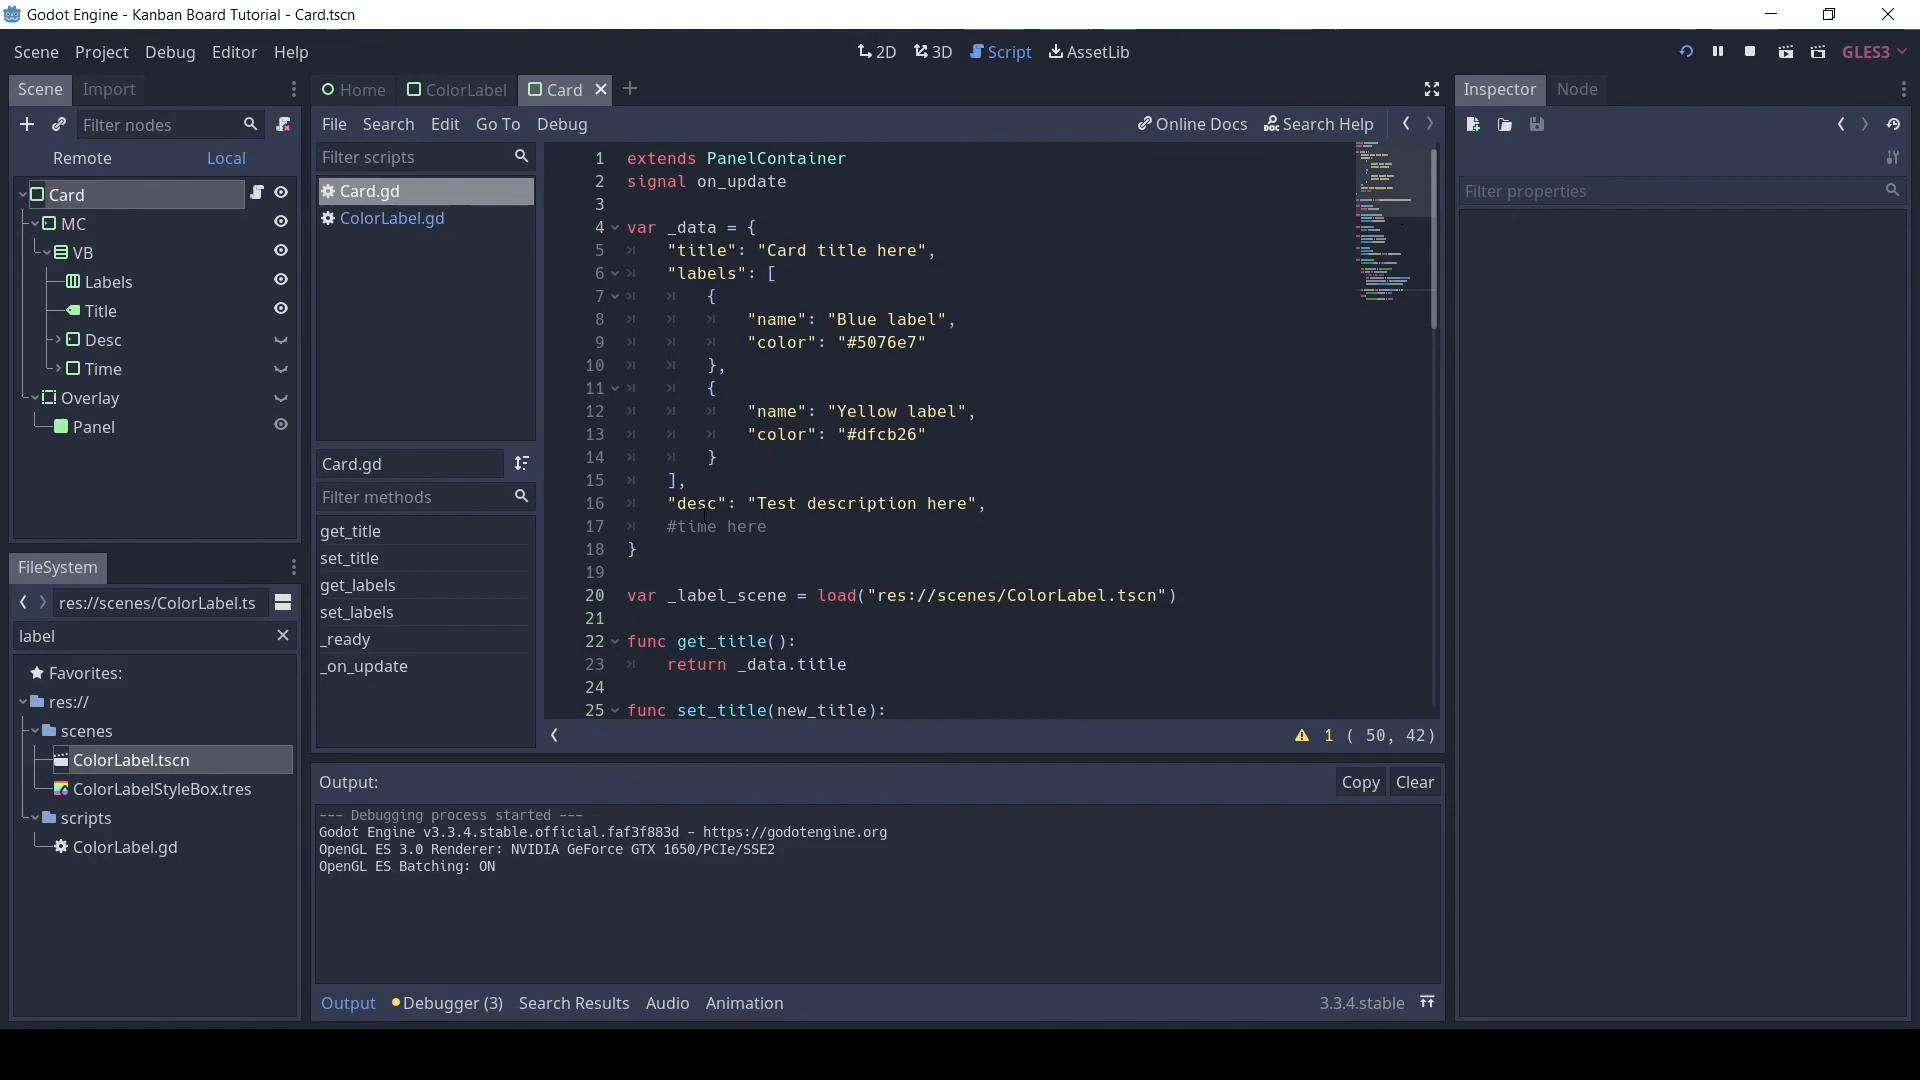 Godot Engine - Kanban Board Tutorial - Card.tscn
Scene Project Debug Editor Help
2D 3D Script AssetLib
GLES3
Scene Import
Filter nodes
Remote Local
Card
MC
VB
Labels
Title
Desc
Time
Overlay
Panel
FileSystem
res://scenes/ColorLabel.ts
label
Favorites:
res://
scenes
ColorLabel.tscn
ColorLabelStyleBox.tres
scripts
ColorLabel.gd
Home ColorLabel Card
File Search Edit Go To Debug
Online Docs Search Help
Filter scripts
Card.gd
ColorLabel.gd
Card.gd
Filter methods
get_title
set_title
get_labels
set_labels
_ready
_on_update
1 extends PanelContainer
2 signal on_update
3
4 var _data = {
5 "title": "Card title here",
6 "labels": [
7 {
8 "name": "Blue label",
9 "color": "#5076e7"
10 },
11 {
12 "name": "Yellow label",
13 "color": "#dfcb26"
14 }
15 ],
16 "desc": "Test description here",
17 #time here
18 }
19
20 var _label_scene = load("res://scenes/ColorLabel.tscn")
21
22 func get_title():
23 return _data.title
24
25 func set_title(new_title):
1 ( 50, 42)
Output:
Copy Clear
--- Debugging process started ---
Godot Engine v3.3.4.stable.official.faf3f883d - https://godotengine.org
OpenGL ES 3.0 Renderer: NVIDIA GeForce GTX 1650/PCIe/SSE2
OpenGL ES Batching: ON
Output Debugger (3) Search Results Audio Animation
3.3.4.stable
Inspector Node
Filter properties